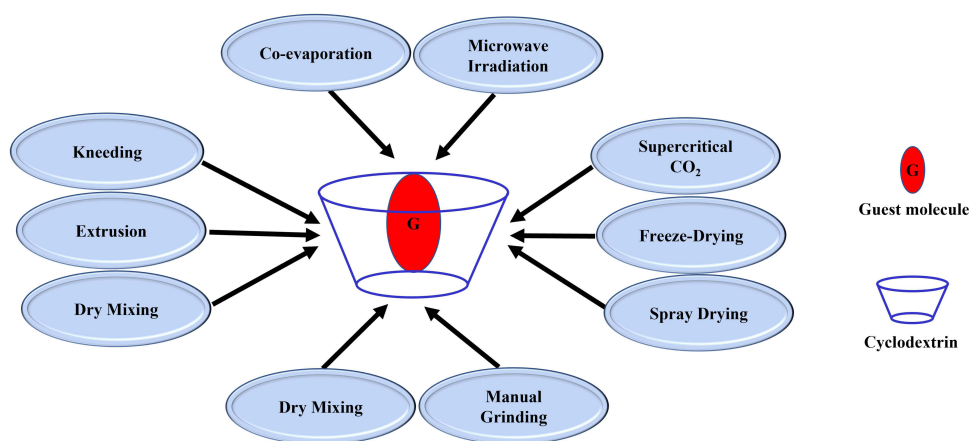 Co-evaporation
Microwave
Irradiation
Kneeding
Supercritical
CO₂
Extrusion
G
Freeze-Drying
Dry Mixing
Spray Drying
Dry Mixing
Manual
Grinding
G
Guest molecule
Cyclodextrin